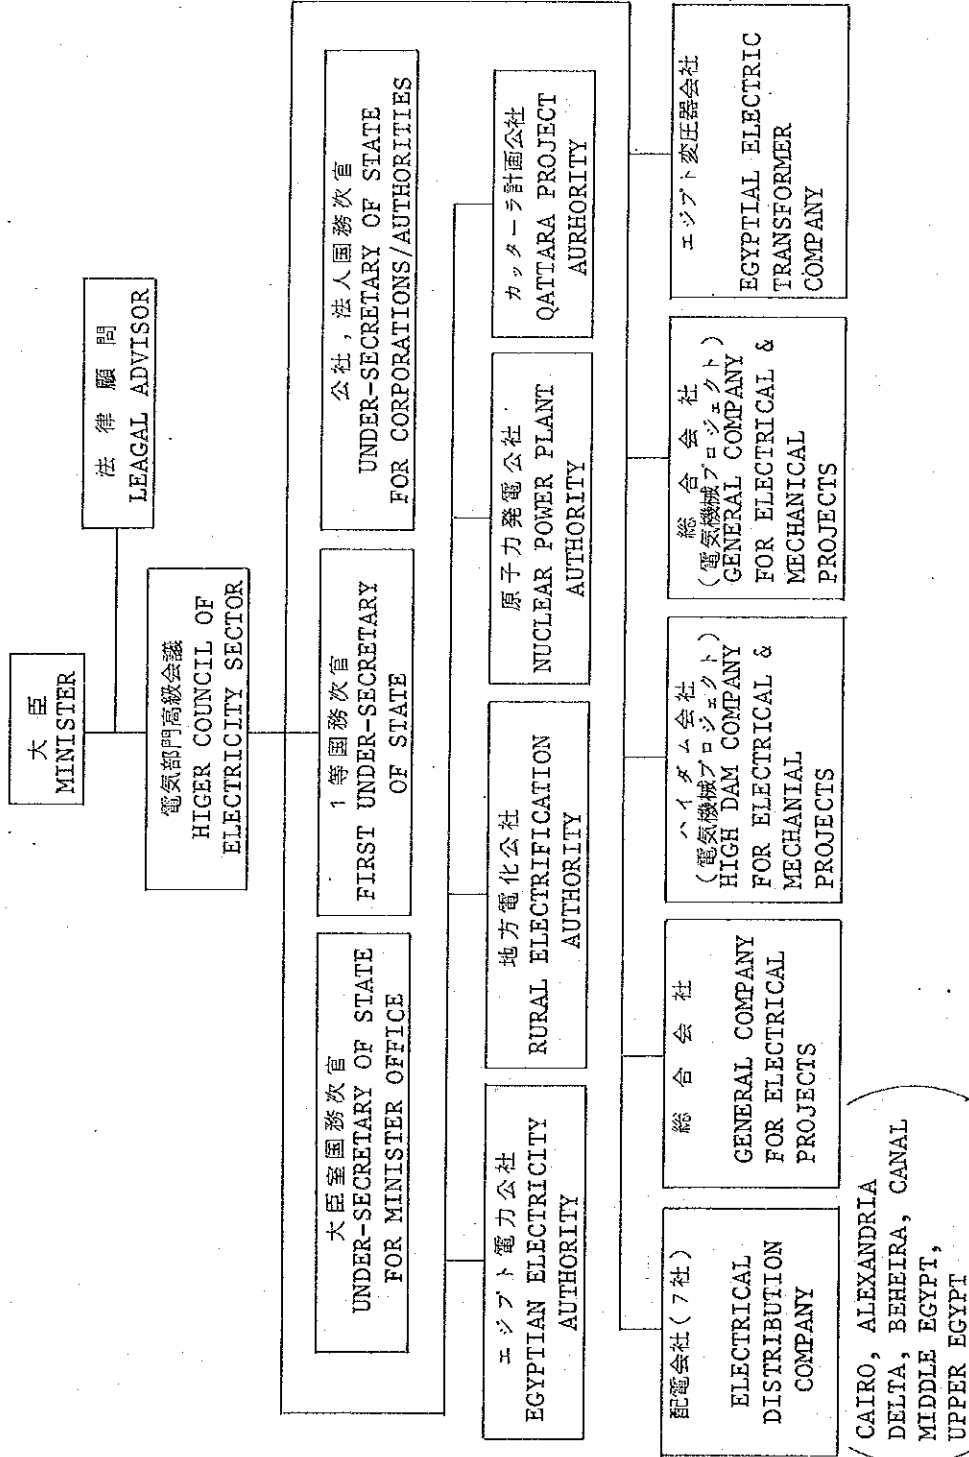 大臣
MINISTER
法律顧問
LEAGAL ADVISOR
電気部門高級会議
HIGER COUNCIL OF
ELECTRICITY SECTOR
大臣室国務次官
UNDER-SECRETARY OF STATE
FOR MINISTER OFFICE
1等国務次官
FIRST UNDER-SECRETARY
OF STATE
公社,法人国務次官
UNDER-SECRETARY OF STATE
FOR CORPORATIONS/AUTHORITIES
エジプト電力公社
EGYPTIAN ELECTRICITY
AUTHORITY
地方電化公社
RURAL ELECTRIFICATION
AUTHORITY
原子力発電公社
NUCLEAR POWER PLANT
AUTHORITY
カッターラ計画公社
QATTARA PROJECT
AURHORITY
配電会社(7社)
ELECTRICAL
DISTRIBUTION
COMPANY
(CAIRO, ALEXANDRIA
DELTA, BEHEIRA, CANAL
MIDDLE EGYPT,
UPPER EGYPT)
総合会社
GENERAL COMPANY
FOR ELECTRICAL
PROJECTS
ハイダム会社
(電気機械プロジェクト)
HIGH DAM COMPANY
FOR ELECTRICAL &
MECHANIAL
PROJECTS
総合会社
(電気機械プロジェクト)
GENERAL COMPANY
FOR ELECTRICAL &
MECHANICAL
PROJECTS
エジプト変圧器会社
EGYPTIAL ELECTRIC
TRANSFORMER
COMPANY